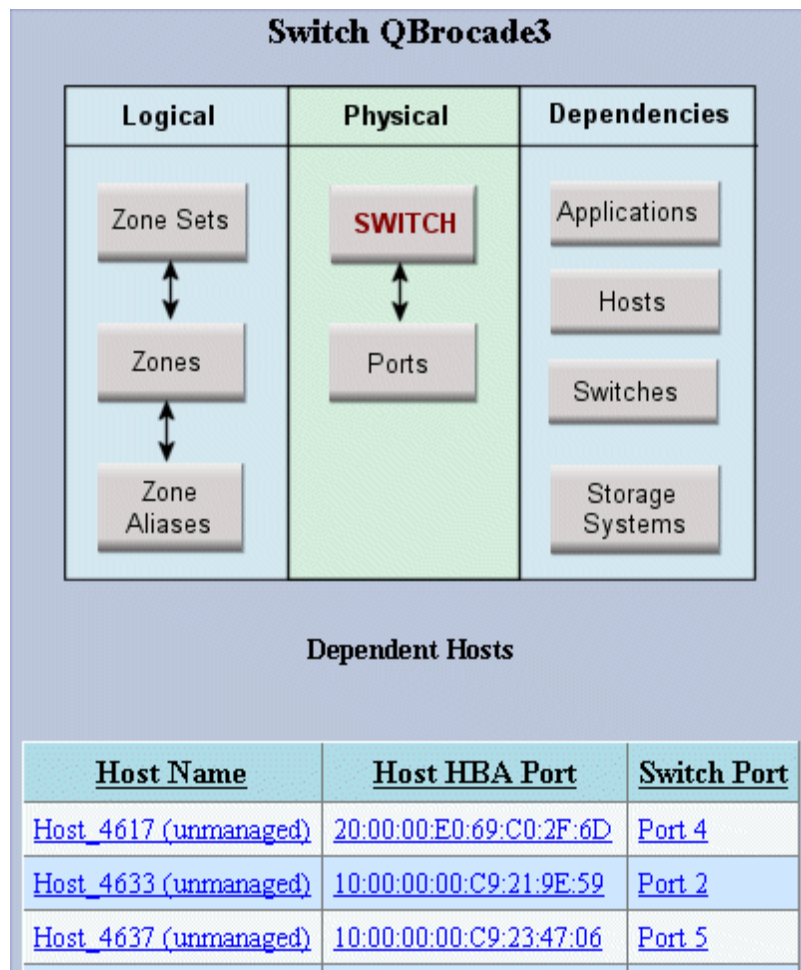 Switch QBrocade3
Logical
Physical
Dependencies
Zone Sets
SWITCH
Applications
Hosts
Zones
Ports
Switches
Zone
Aliases
Storage
Systems
Dependent Hosts
Host Name Host HBA Port Switch Port
Host_4617 (unmanaged) 20:00:00:E0:69:C0:2F:6D Port 4
Host_4633 (unmanaged) 10:00:00:00:C9:21:9E:59 Port 2
Host_4637 (unmanaged) 10:00:00:00:C9:23:47:06 Port 5